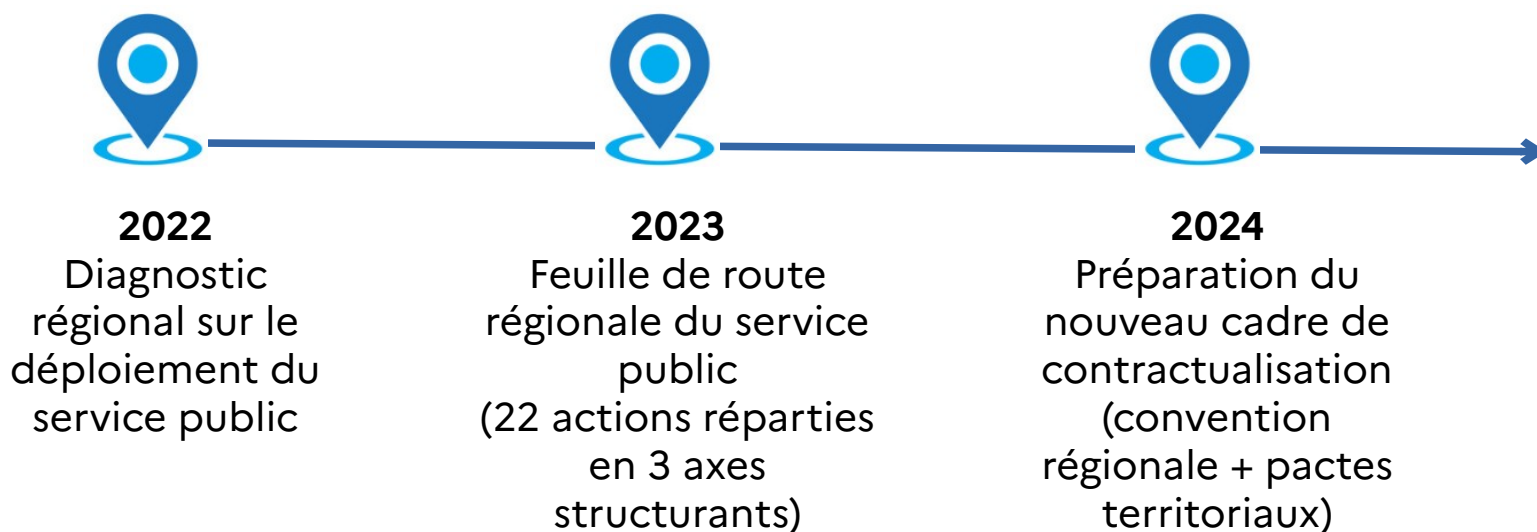 2022
Diagnostic
régional sur le
déploiement du
service public
2023
Feuille de route
régionale du service
public
(22 actions réparties
en 3 axes
structurants)
2024
Préparation du
nouveau cadre de
contractualisation
(convention
régionale + pactes
territoriaux)